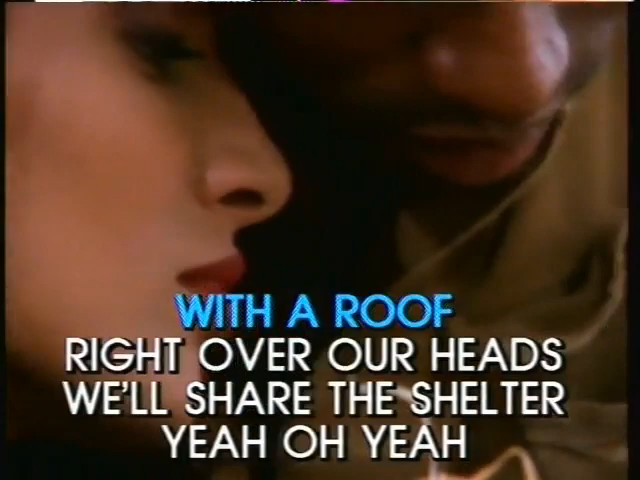 WITH A ROOF
RIGHT OVER OUR HEADS
WE'LL SHARE THE SHELTER
YEAH OH YEAH